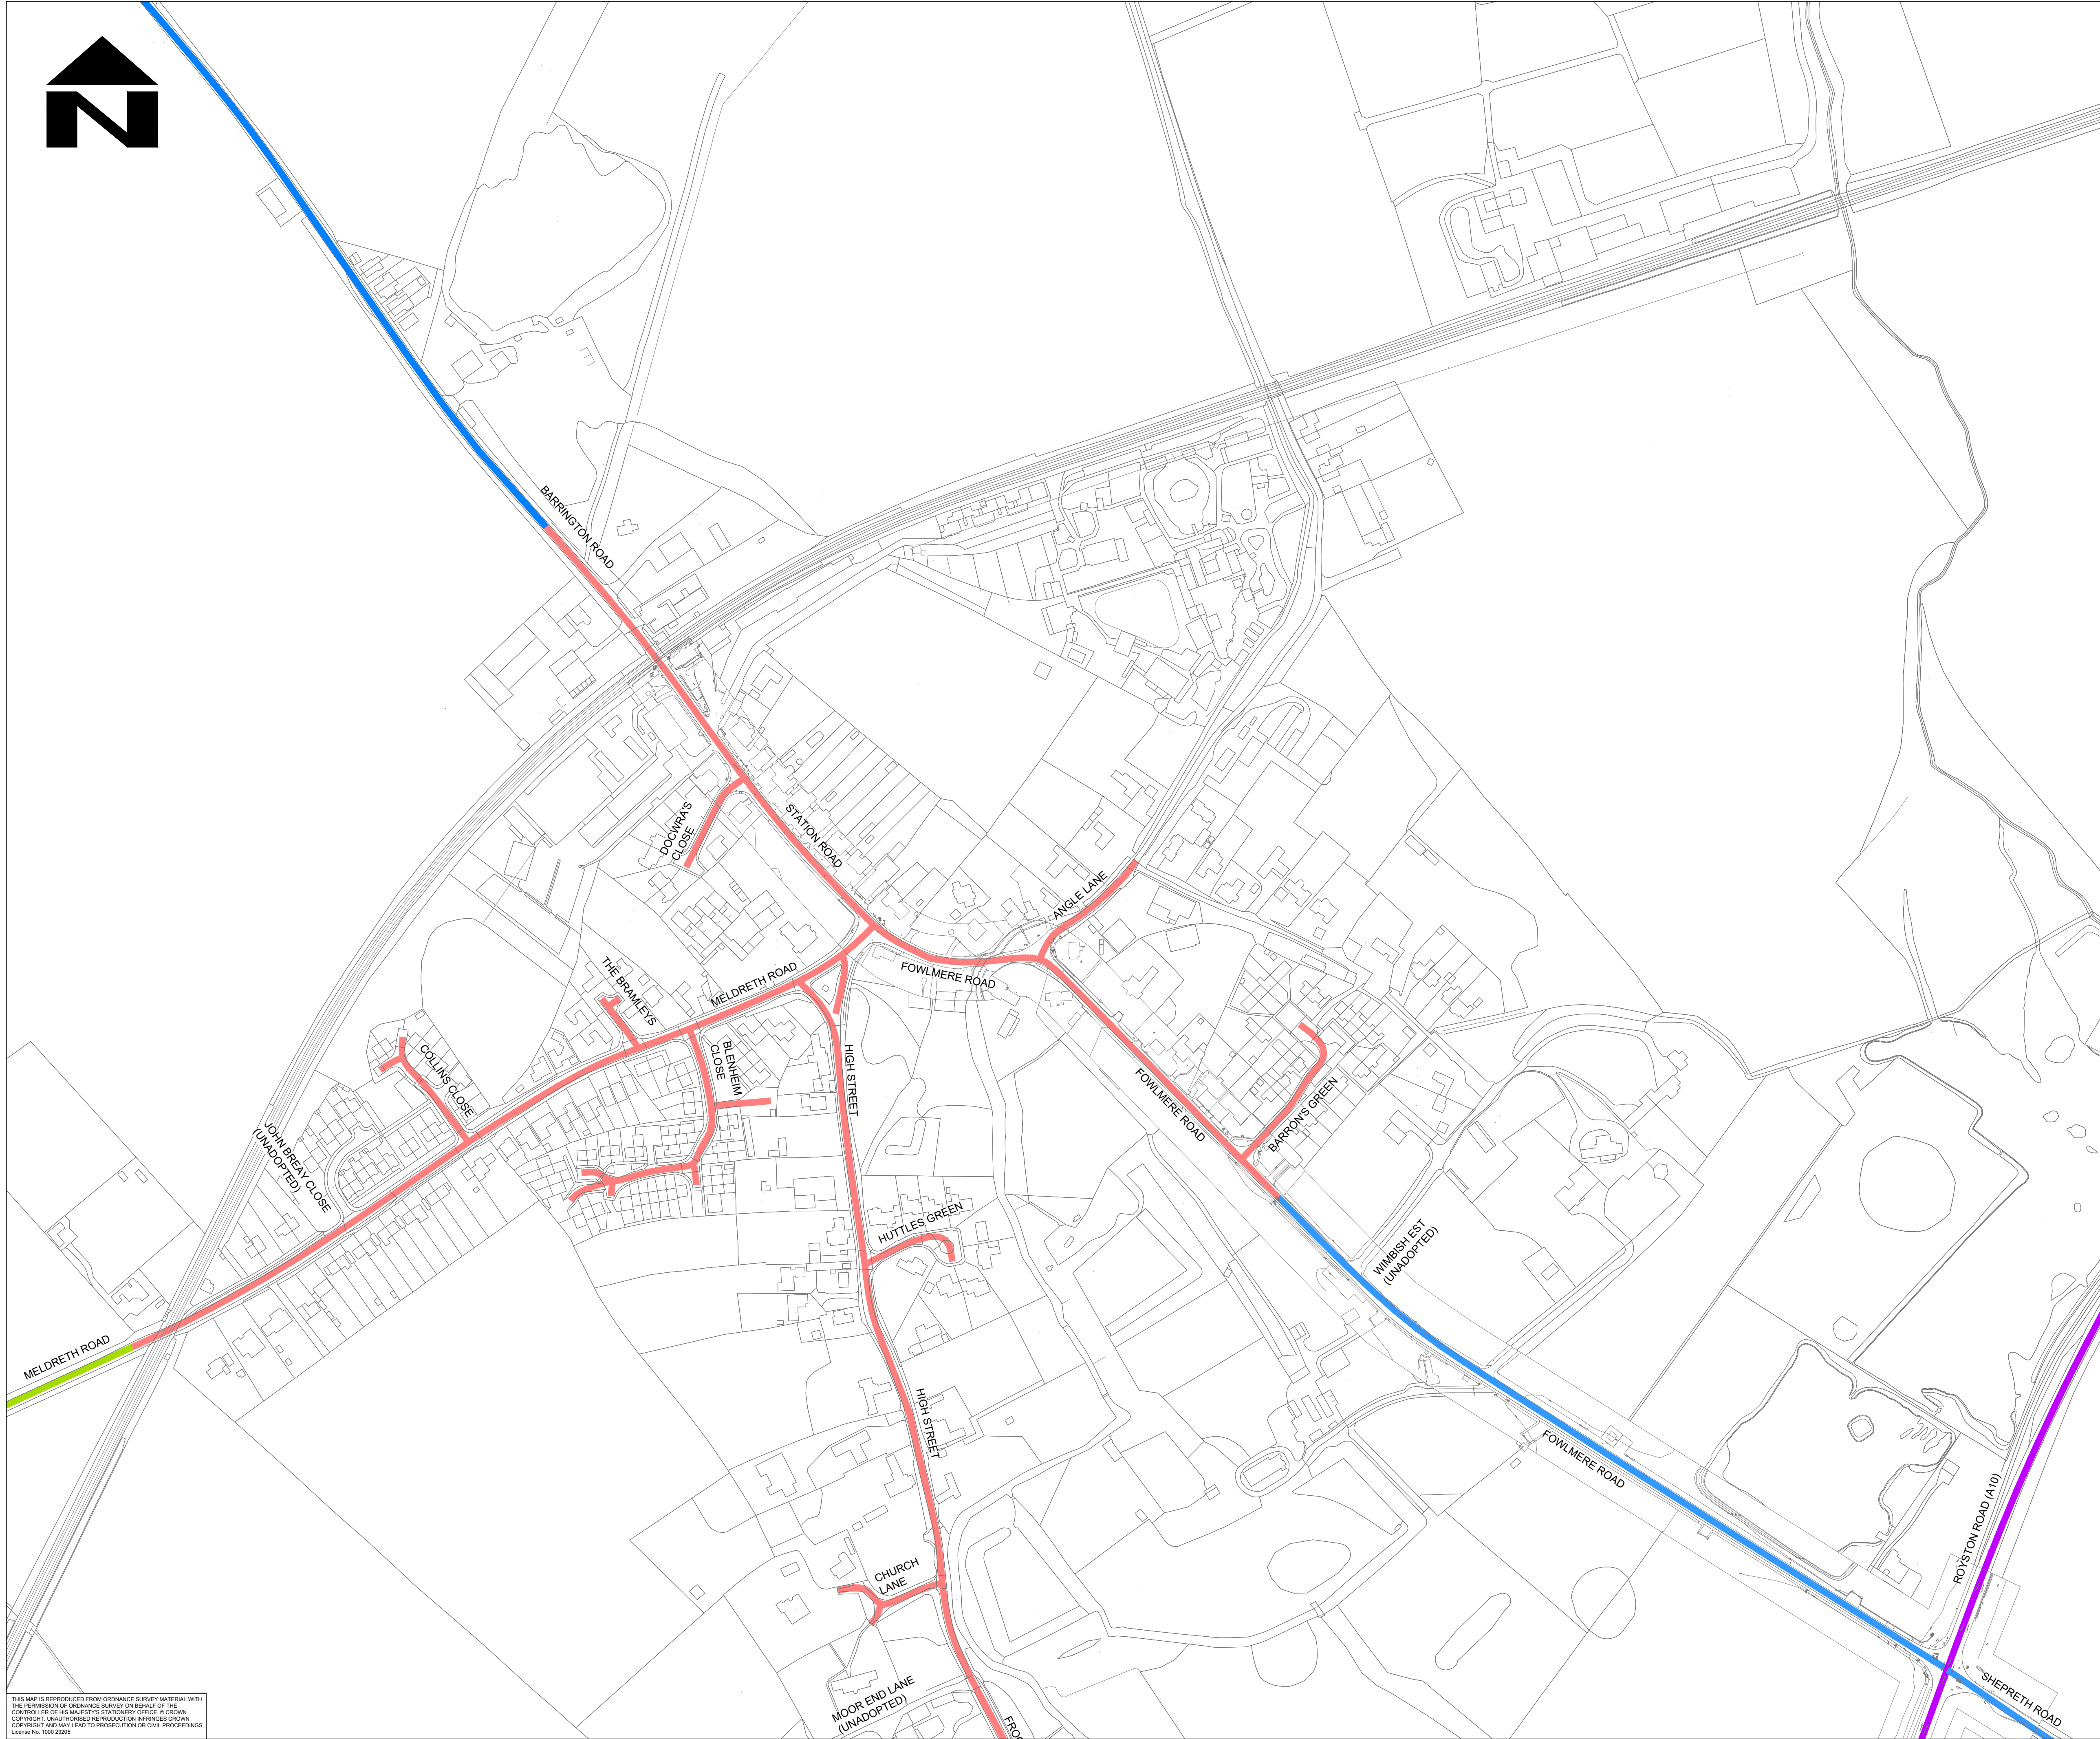 N
BARRINGTON ROAD
STATION ROAD
DOCWRA'S
CLOSE
ANGLE LANE
FOWLMERE ROAD
MELDRETH ROAD
THE BRAMLEYS
BLENHEIM
CLOSE
COLLINS CLOSE
HIGH STREET
FOWLMERE ROAD
BARRON'S GREEN
JOHN BREAY CLOSE
(UNADOPTED)
HUTTLES GREEN
WIMBISH EST
(UNADOPTED)
MELDRETH ROAD
HIGH STREET
FOWLMERE ROAD
ROYSTON ROAD (A10)
CHURCH
LANE
SHEPRETH ROAD
MOOR END LANE
(UNADOPTED)
THIS MAP IS REPRODUCED FROM ORDNANCE SURVEY MATERIAL WITH
THE PERMISSION OF ORDNANCE SURVEY ON BEHALF OF THE
CONTROLLER OF HIS MAJESTY'S STATIONERY OFFICE. © CROWN
COPYRIGHT. UNAUTHORISED REPRODUCTION INFRINGES CROWN
COPYRIGHT AND MAY LEAD TO PROSECUTION OR CIVIL PROCEEDINGS.
License No. 1000 23205